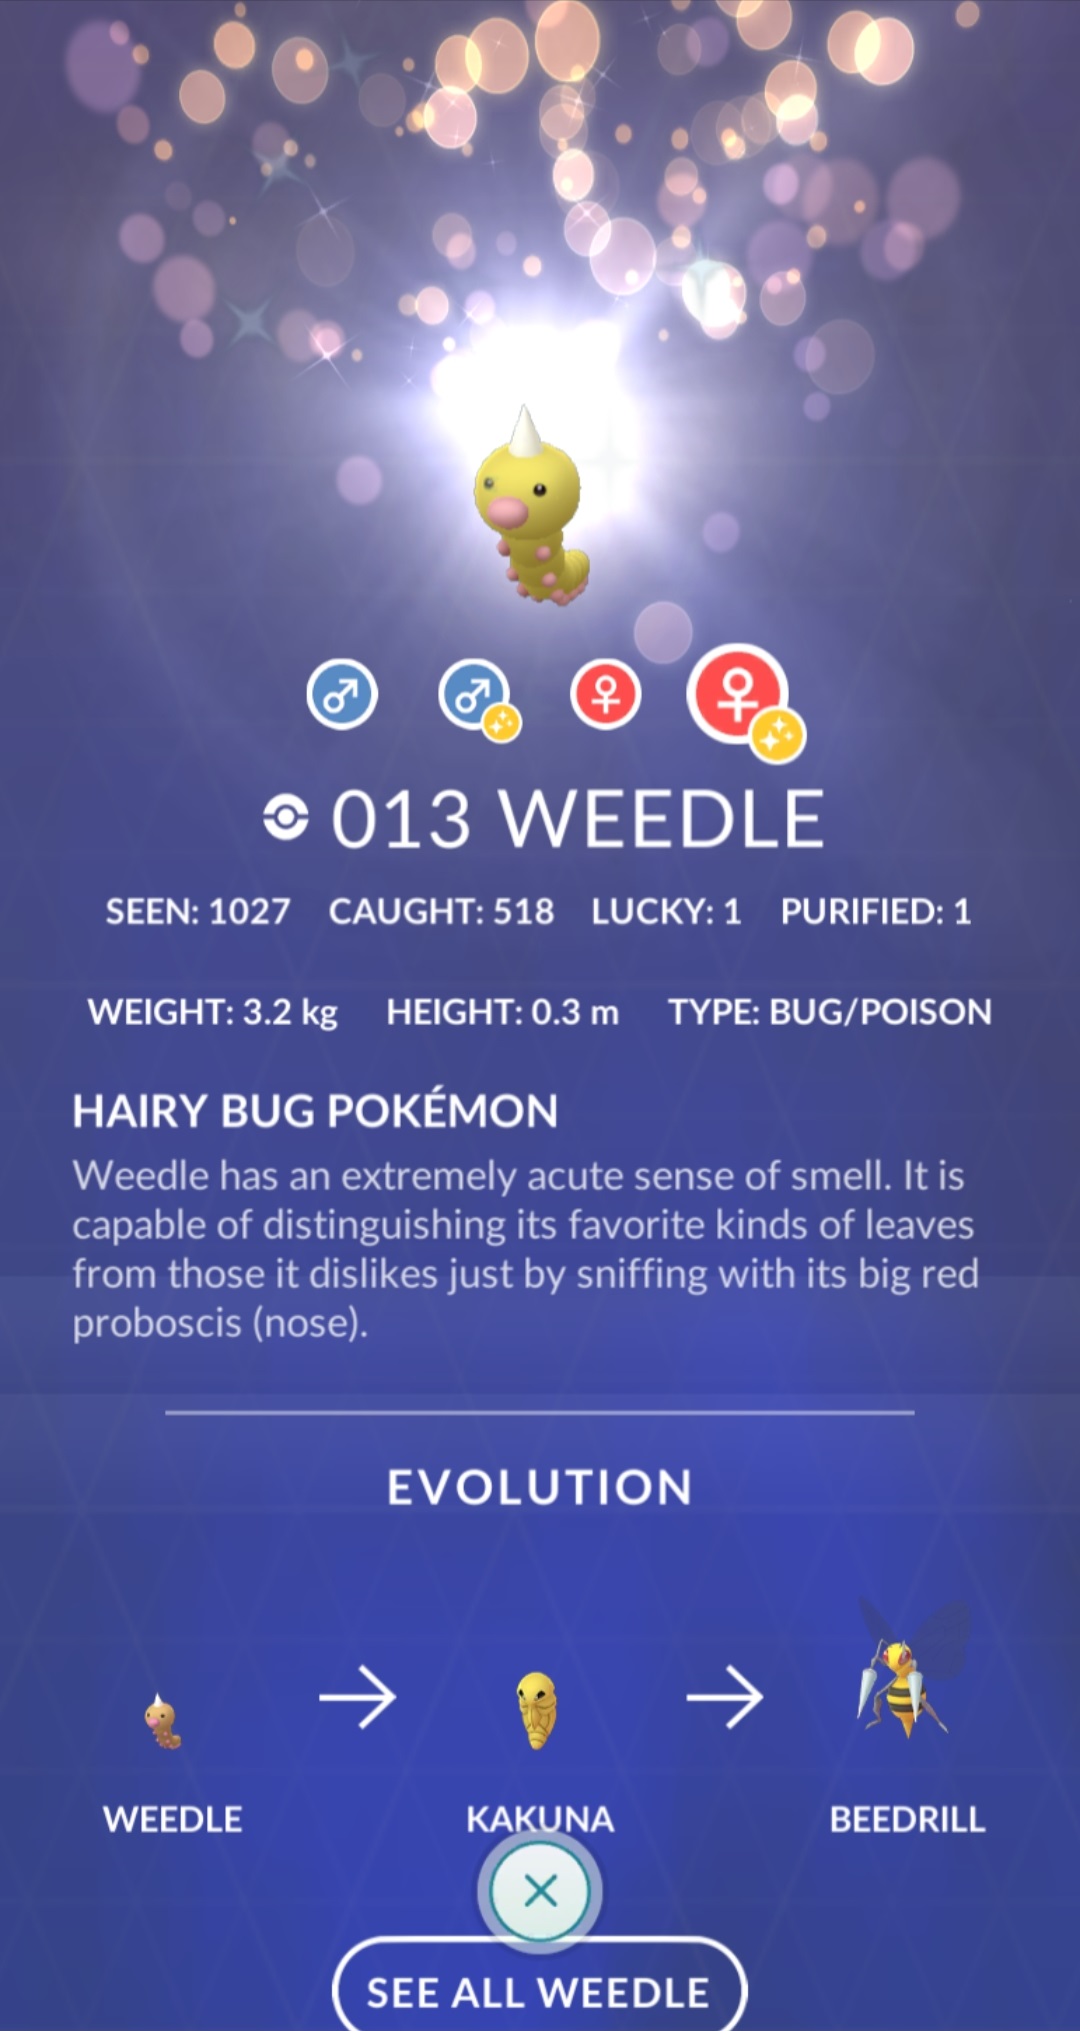 013 WEEDLE
SEEN: 1027 CAUGHT: 518 LUCKY: 1 PURIFIED: 1
WEIGHT: 3.2 kg HEIGHT: 0.3 m TYPE: BUG/POISON
HAIRY BUG POKÉMON
Weedle has an extremely acute sense of smell. It is
capable of distinguishing its favorite kinds of leaves
from those it dislikes just by sniffing with its big red
proboscis (nose).
EVOLUTION
WEEDLE KAKUNA BEEDRILL
SEE ALL WEEDLE